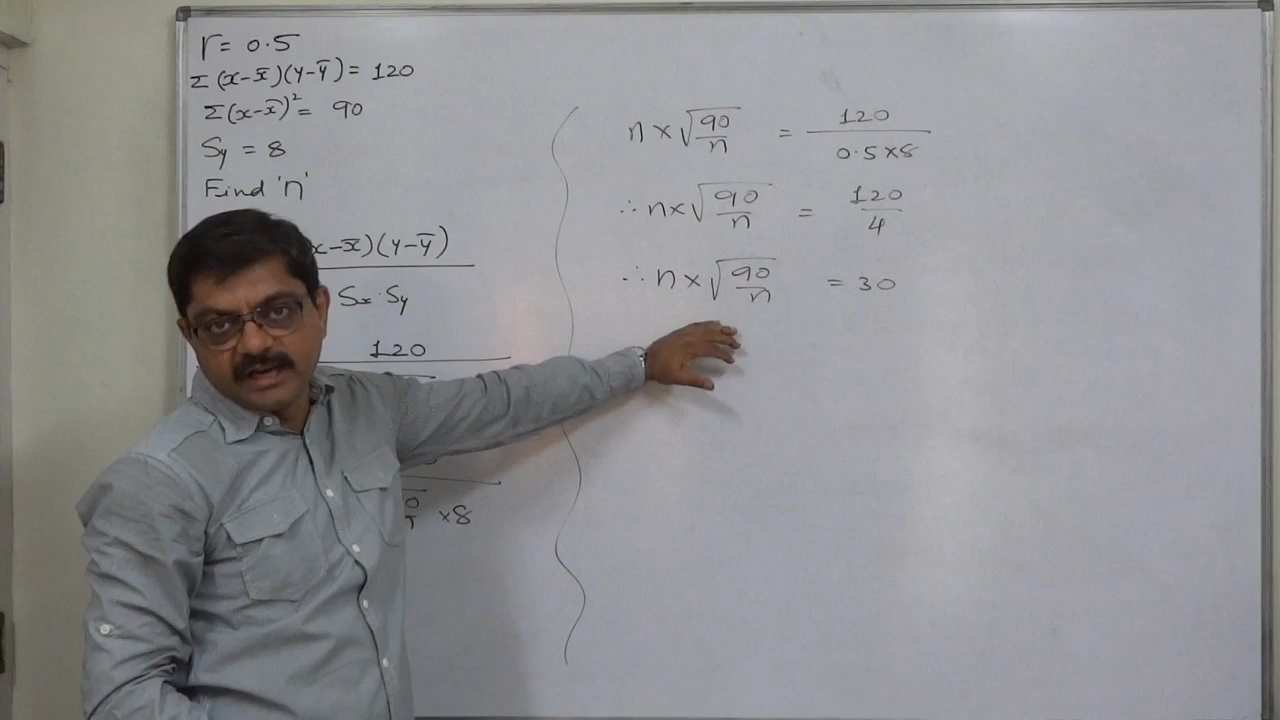 r = 0.5
Σ(x-x̄)(y-ȳ) = 120
Σ(x-x̄)² = 90
Sy = 8
Find 'n'
x-x̄)(y-ȳ)
Sx · Sy
120
×8
n × √90/n = 120/0.5×8
∴ n × √90/n = 120/4
∴ n × √90/n = 30